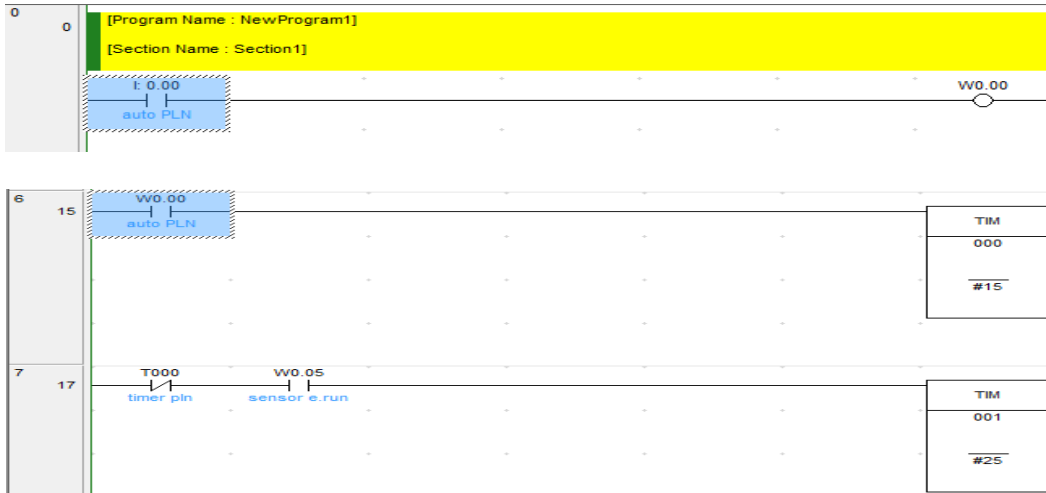 0
0
[Program Name : NewProgram1]
[Section Name : Section1]
I: 0.00
auto PLN
W0.00
6
15
W0.00
auto PLN
TIM
000
#15
7
17
T000
timer pln
W0.05
sensor e.run
TIM
001
#25